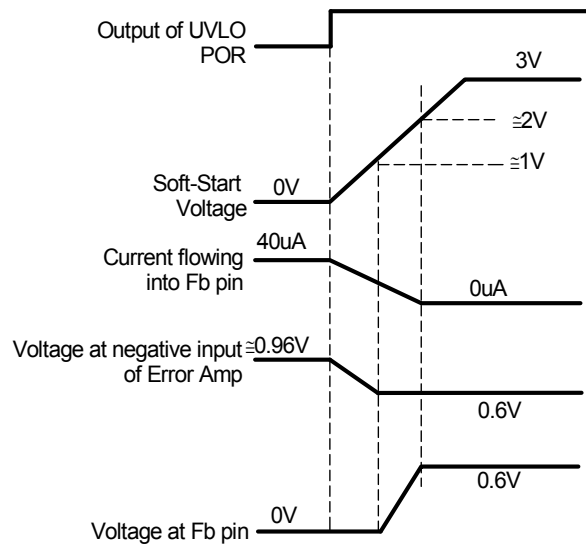 Output of UVLO
POR
3V
≅2V
≅1V
Soft-Start
Voltage
0V
40uA
Current flowing
into Fb pin
0uA
Voltage at negative input
of Error Amp
≅0.96V
0.6V
0.6V
0V
Voltage at Fb pin